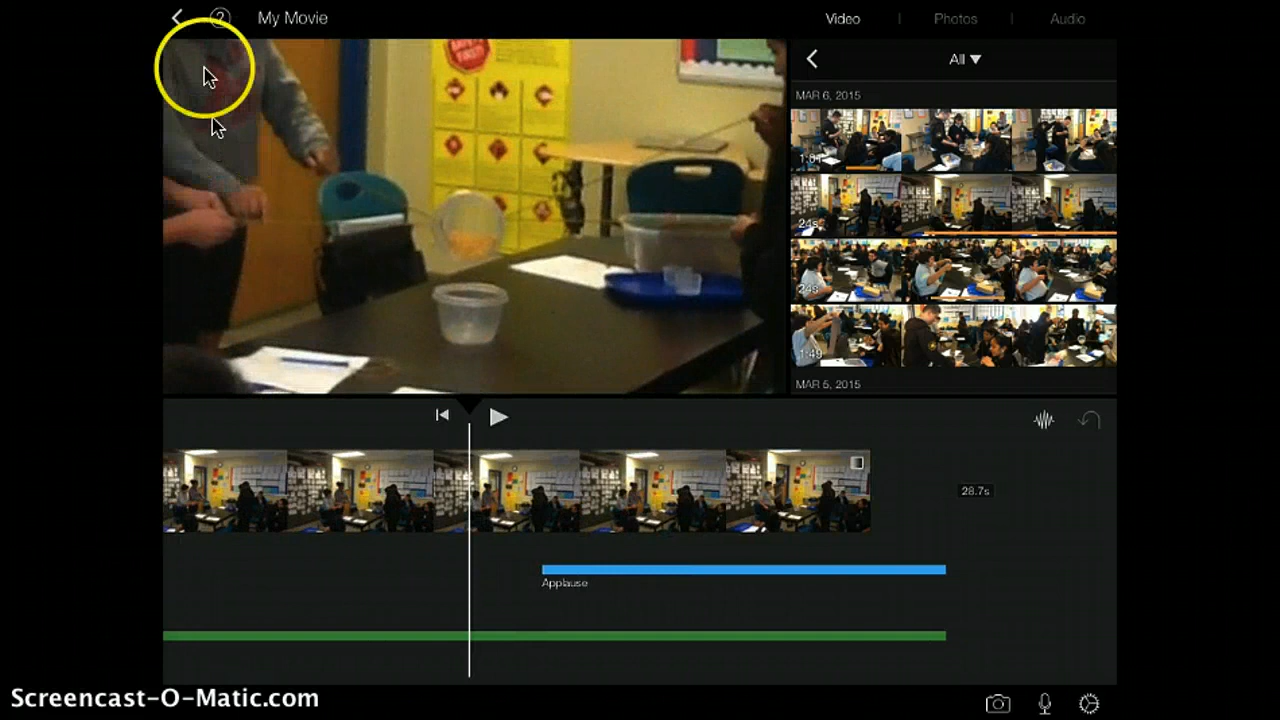 ? My Movie Video Photos Audio
All ▼
MAR 6, 2015
1:01
24s
24s
1:49
MAR 5, 2015
28.7s
Applause
Screencast-O-Matic.com